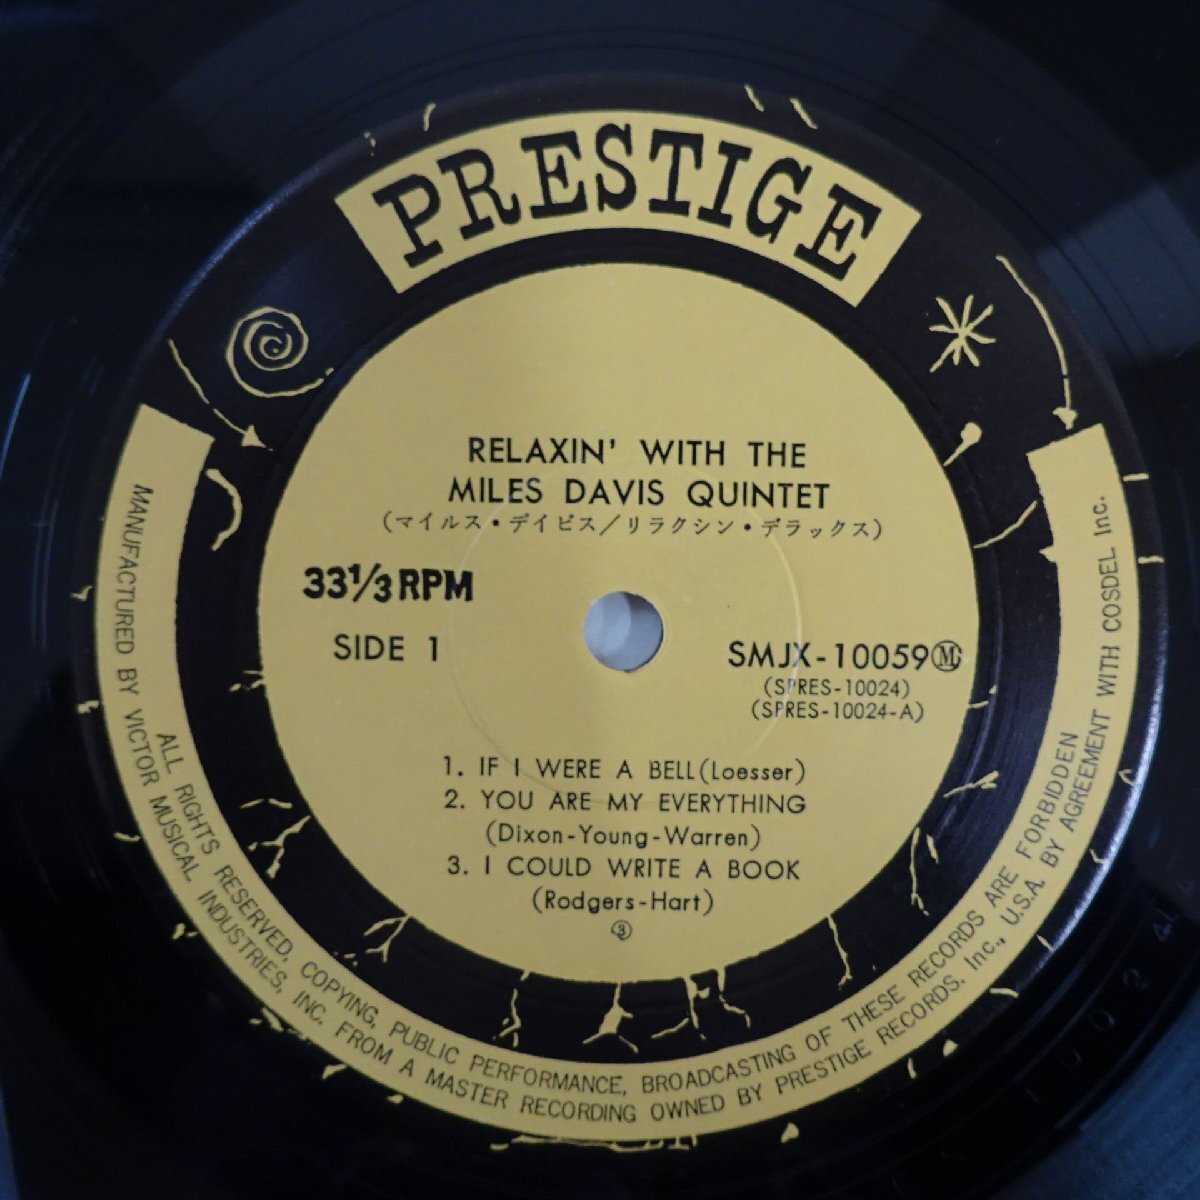 PRESTIGE
RELAXIN' WITH THE
MILES DAVIS QUINTET
(マイルス・デイビス/リラクシン・デラックス)
33⅓ RPM
SIDE 1
SMJX-10059Ⓜ
(SPRES-10024)
(SPRES-10024-A)
1. IF I WERE A BELL (Loesser)
2. YOU ARE MY EVERYTHING
(Dixon-Young-Warren)
3. I COULD WRITE A BOOK
(Rodgers-Hart)
③
ALL RIGHTS RESERVED, COPYING, PUBLIC PERFORMANCE, BROADCASTING OF THESE RECORDS ARE FORBIDDEN
MANUFACTURED BY VICTOR MUSICAL INDUSTRIES, INC. FROM A MASTER RECORDING OWNED BY PRESTIGE RECORDS. Inc., U.S.A. BY AGREEMENT WITH COSDEL Inc.